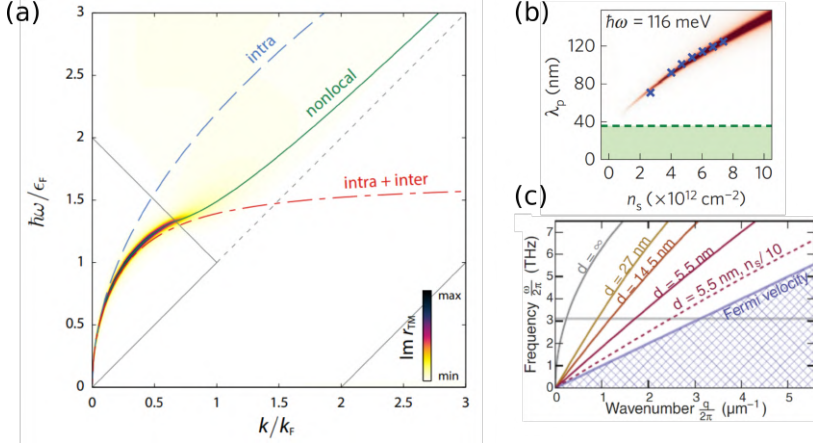 (a)
3
2.5
2
1.5
1
0.5
0
ħω/ϵF
intra
nonlocal
intra + inter
max
Im rTM
min
0
0.5
1
1.5
2
2.5
3
k/kF
(b)
ħω = 116 meV
160
120
80
40
0
λp (nm)
0 2 4 6 8 10
ns (×10¹² cm⁻²)
(c)
7
6
5
4
3
2
1
0
Frequency ω/2π (THz)
d = ∞
d = 27 nm
d = 14.5 nm
d = 5.5 nm
d = 5.5 nm, ns/10
Fermi velocity
0 1 2 3 4 5
Wavenumber q/2π (μm⁻¹)